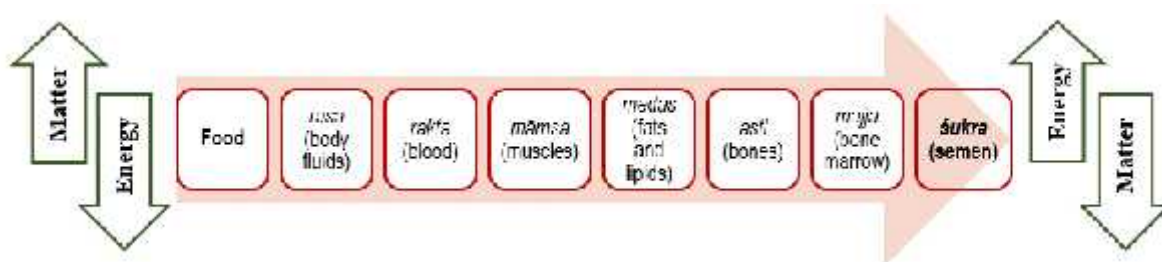 Matter
Energy
Food
rasa
(body
fluids)
rakta
(blood)
māmsa
(muscles)
medas
(fats
and
lipids)
asti
(bones)
majja
(bone
marrow)
śukra
(semen)
Energy
Matter